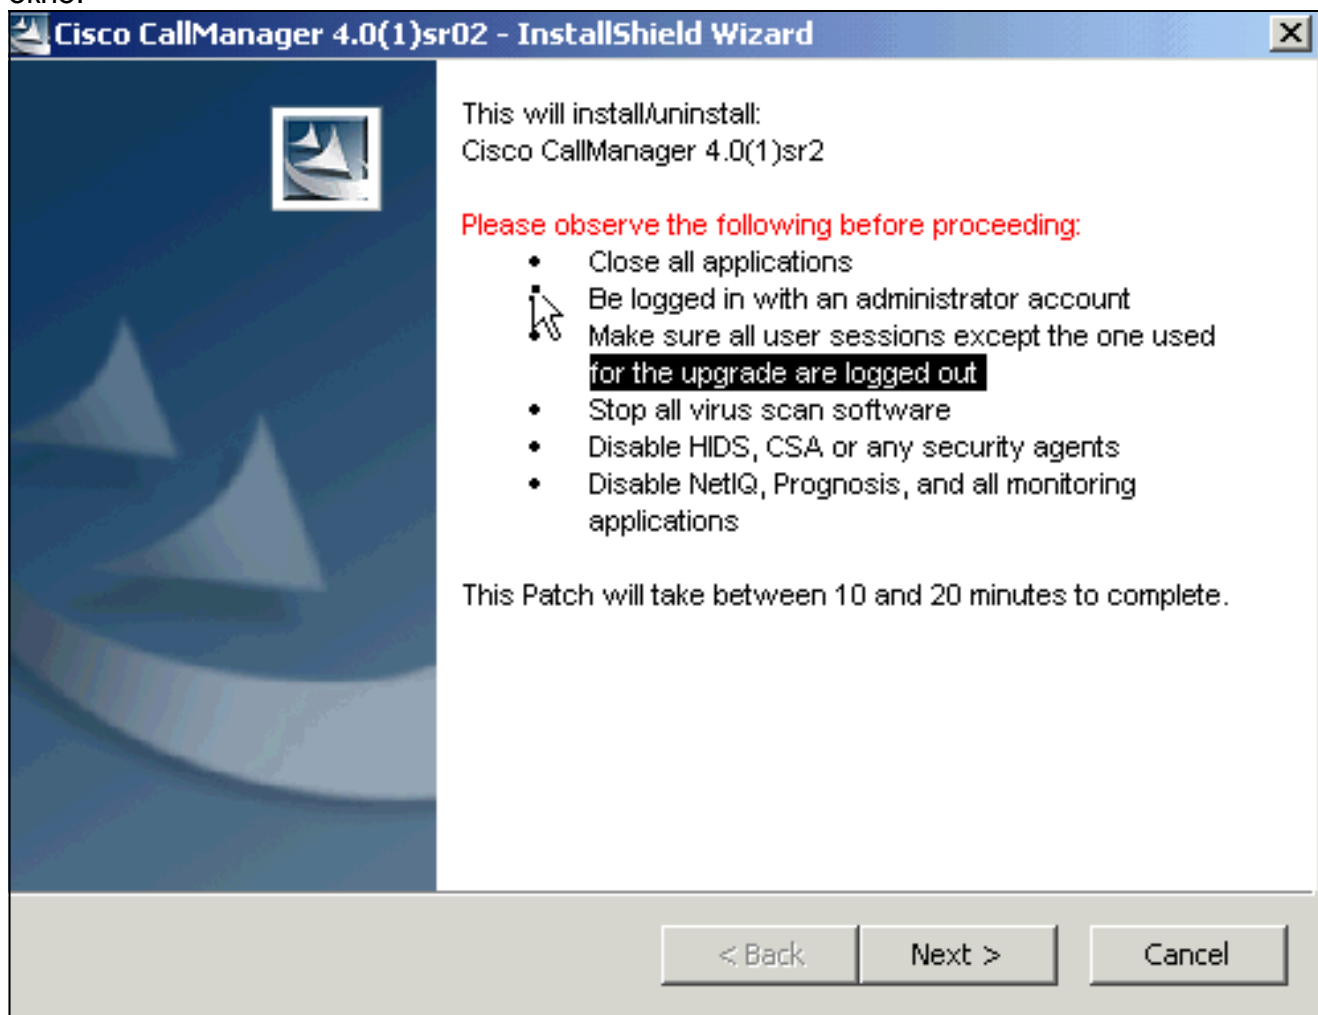 окно.
Cisco CallManager 4.0(1)sr02 - InstallShield Wizard
This will install/uninstall:
Cisco CallManager 4.0(1)sr2
Please observe the following before proceeding:
• Close all applications
• Be logged in with an administrator account
• Make sure all user sessions except the one used
for the upgrade are logged out
• Stop all virus scan software
• Disable HIDS, CSA or any security agents
• Disable NetIQ, Prognosis, and all monitoring
applications
This Patch will take between 10 and 20 minutes to complete.
< Back Next > Cancel